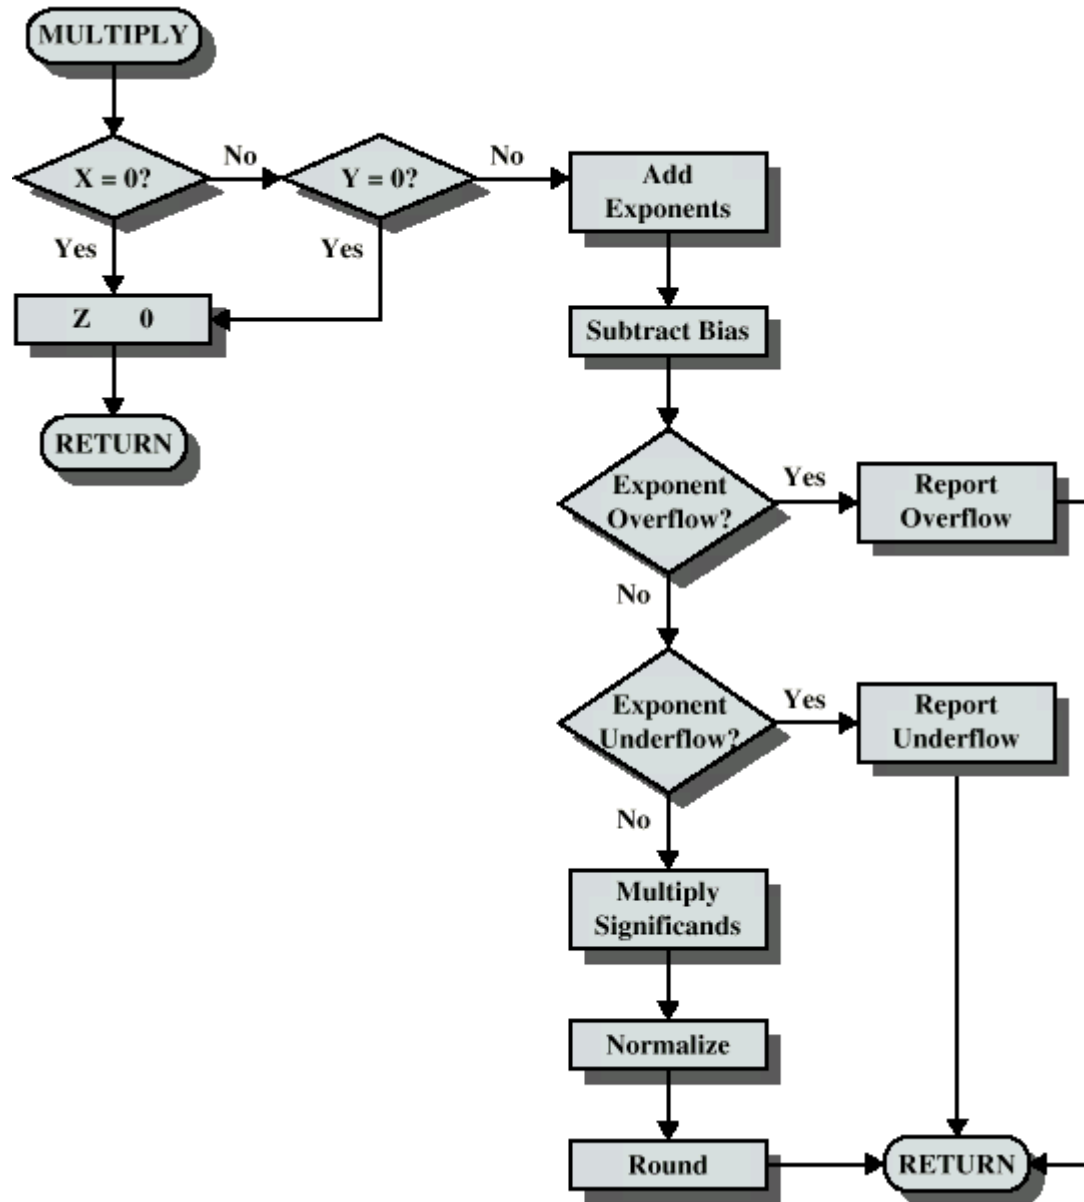 MULTIPLY
X = 0?
No
Y = 0?
No
Add
Exponents
Yes
Yes
Z 0
Subtract Bias
RETURN
Exponent
Overflow?
Yes
Report
Overflow
No
Exponent
Underflow?
Yes
Report
Underflow
No
Multiply
Significands
Normalize
Round
RETURN